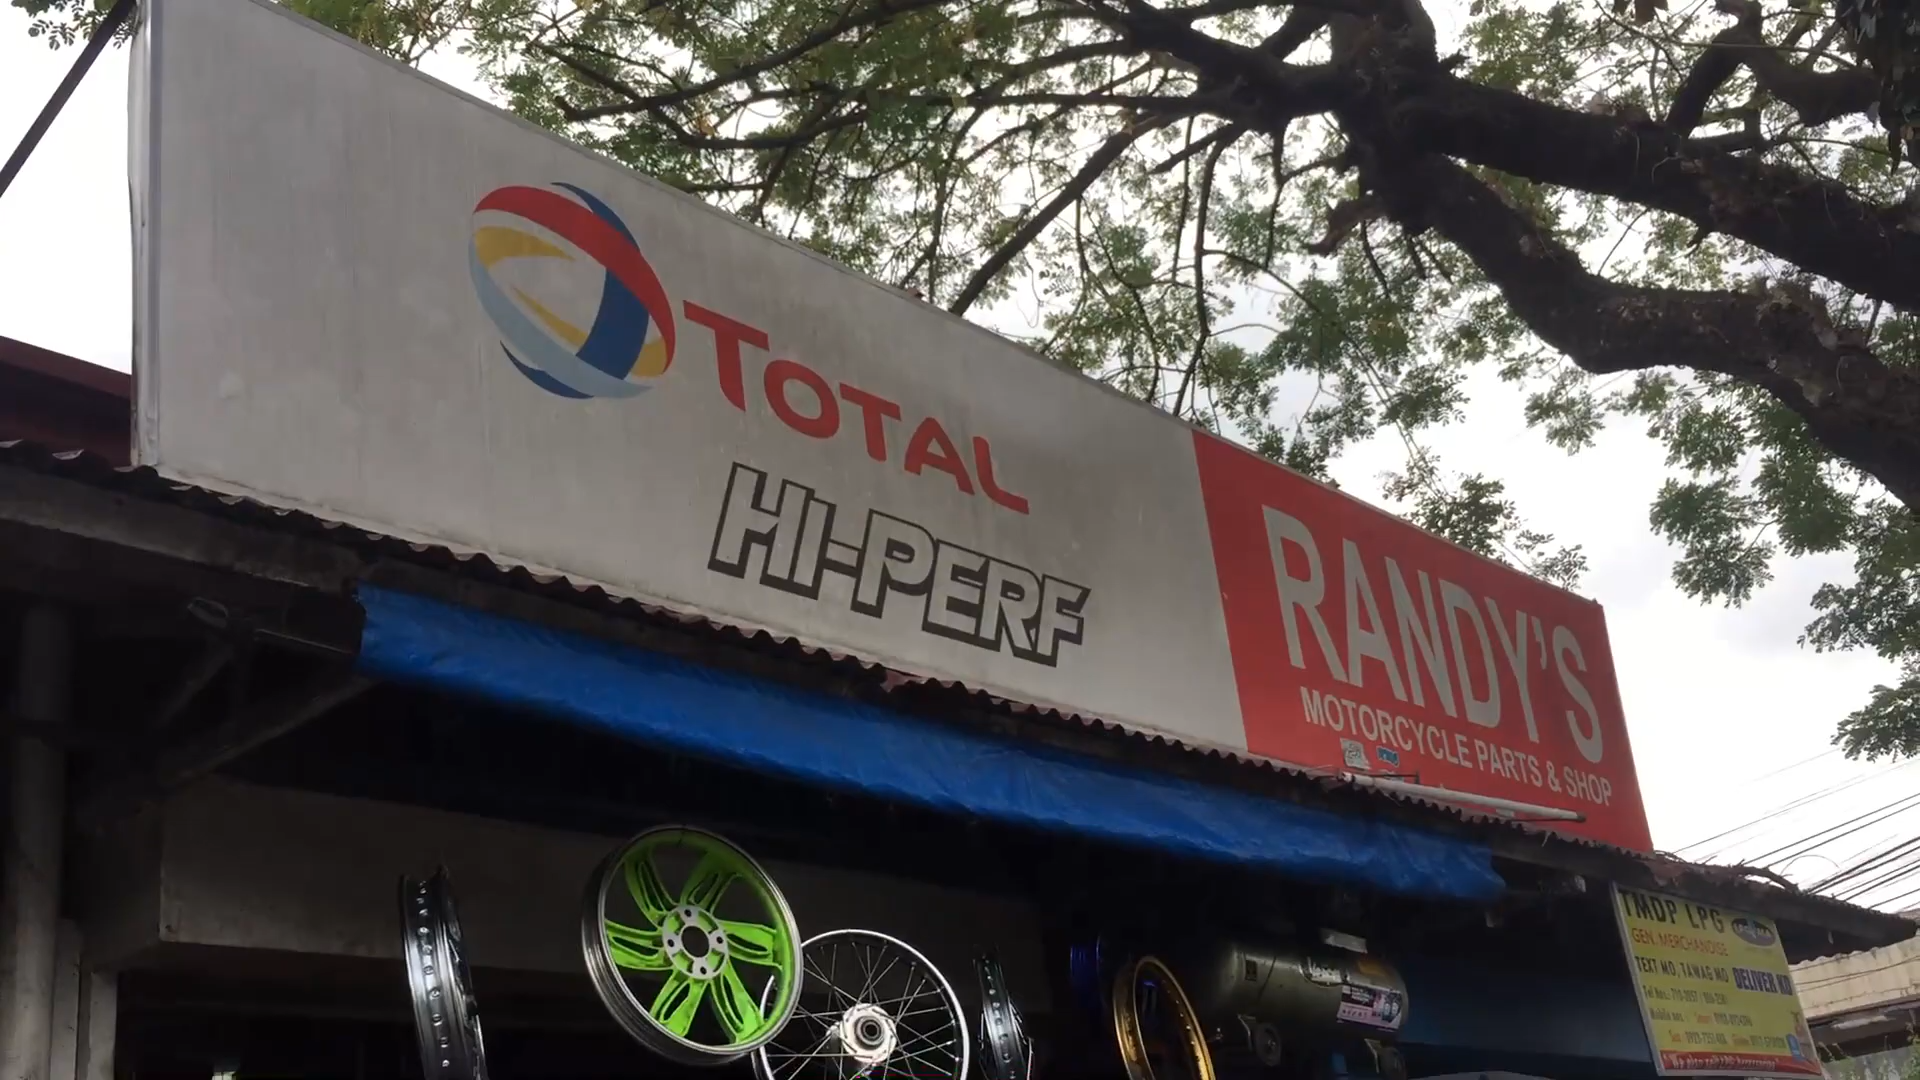 TOTAL
HI-PERF
RANDY'S
MOTORCYCLE PARTS & SHOP
TMDP LPG
GEN. MERCHANDISE
TEXT MO, TAWAG MO DELIVER KO